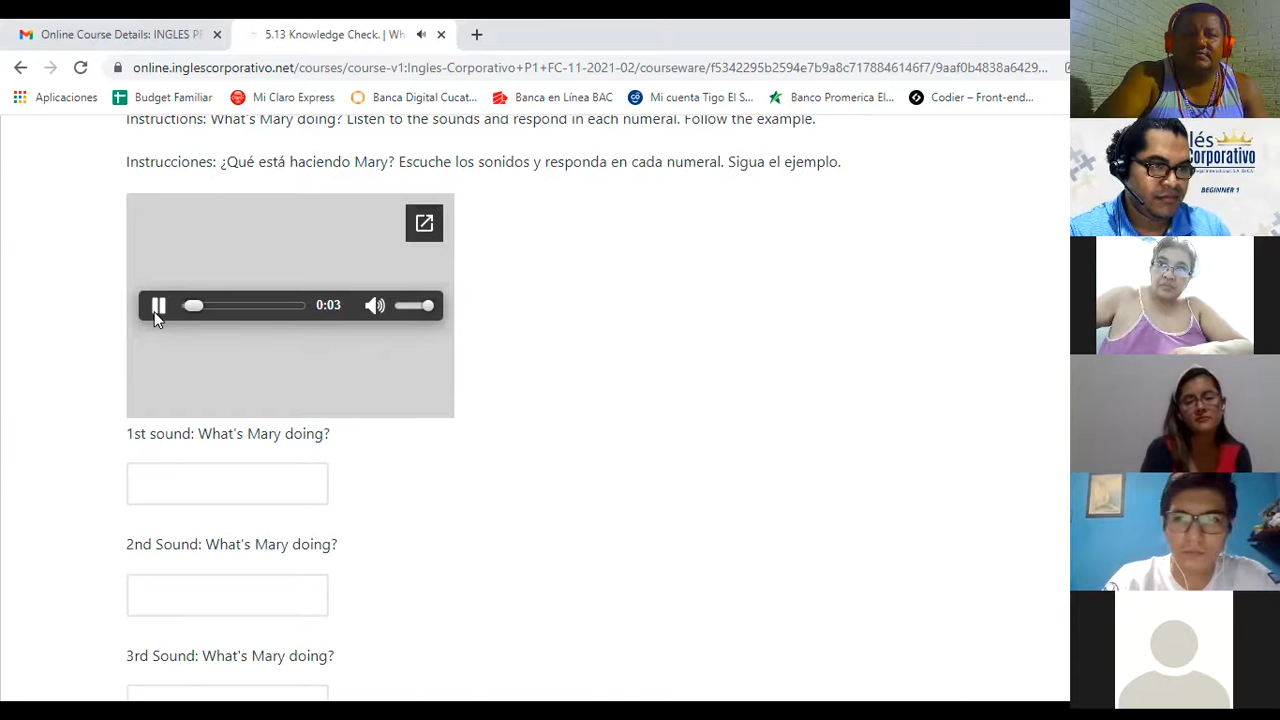 Online Course Details: INGLES PI
5.13 Knowledge Check. | Wh
online.inglescorporativo.net/courses/course-v1:Ingles-Corporativo+P1+FC-11-2021-02/courseware/f5342295b2594e7b9a8c7178846146f7/9aaf0b4838a6429...
Aplicaciones
Budget Familiar
Mi Claro Express
Banca Digital Cucat...
Banca en Línea BAC
Mi cuenta Tigo El S...
Banco Promerica El...
Codier – Front-end...
Instructions: What's Mary doing? Listen to the sounds and respond in each numeral. Follow the example.
Instrucciones: ¿Qué está haciendo Mary? Escuche los sonidos y responda en cada numeral. Sigua el ejemplo.
0:03
1st sound: What's Mary doing?
2nd Sound: What's Mary doing?
3rd Sound: What's Mary doing?
lés
Corporativo
BEGINNER 1